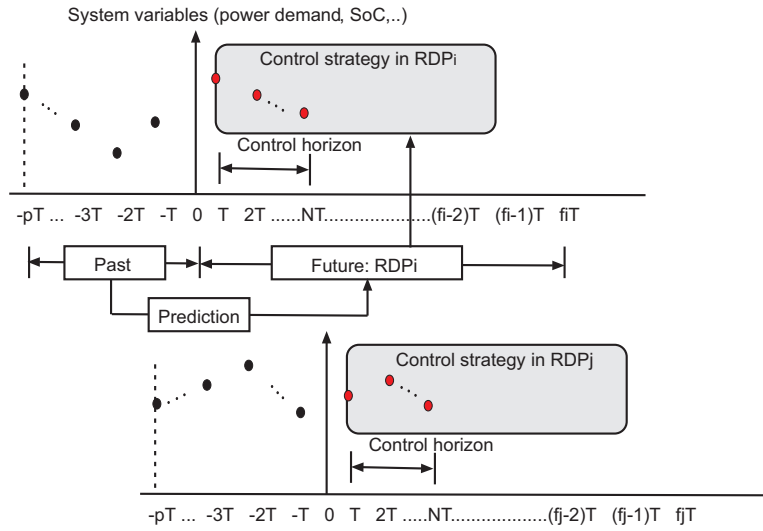 System variables (power demand, SoC,..)
Control strategy in RDPi
Control horizon
-pT ... -3T -2T -T 0 T 2T ......NT......................(fi-2)T (fi-1)T fiT
Past
Future: RDPi
Prediction
Control strategy in RDPj
Control horizon
-pT ... -3T -2T -T 0 T 2T .....NT....................(fj-2)T (fj-1)T fjT